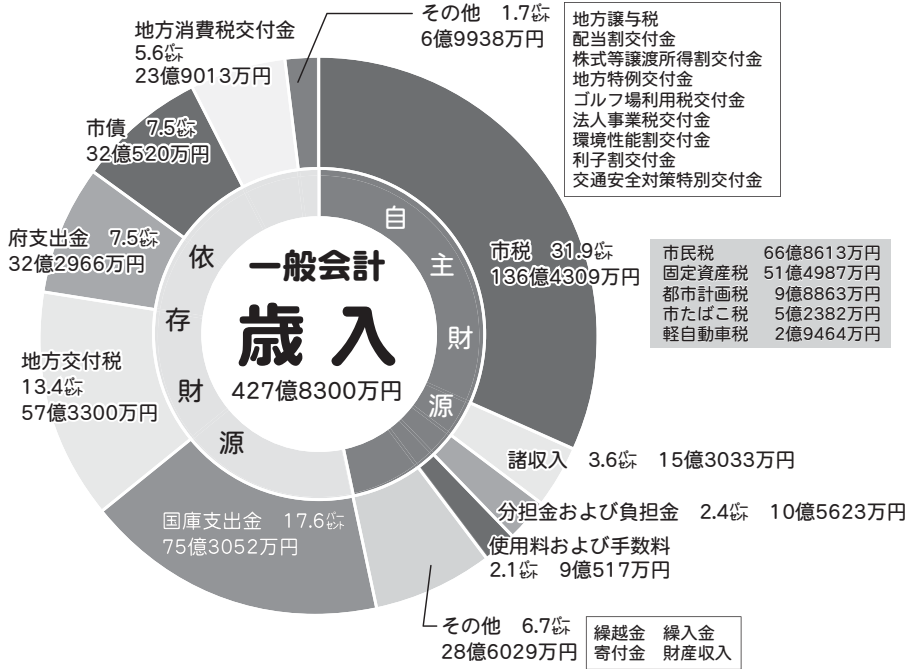 一般会計
歳入
427億8300万円
自主財源
市税 31.9パーセント
136億4309万円
市民税 66億8613万円
固定資産税 51億4987万円
都市計画税 9億8863万円
市たばこ税 5億2382万円
軽自動車税 2億9464万円
諸収入 3.6パーセント 15億3033万円
分担金および負担金 2.4パーセント 10億5623万円
使用料および手数料
2.1パーセント 9億517万円
その他 6.7パーセント
28億6029万円
繰越金 繰入金
寄付金 財産収入
依存財源
国庫支出金 17.6パーセント
75億3052万円
地方交付税
13.4パーセント
57億3300万円
府支出金 7.5パーセント
32億2966万円
市債 7.5パーセント
32億520万円
地方消費税交付金
5.6パーセント
23億9013万円
その他 1.7パーセント
6億9938万円
地方譲与税
配当割交付金
株式等譲渡所得割交付金
地方特例交付金
ゴルフ場利用税交付金
法人事業税交付金
環境性能割交付金
利子割交付金
交通安全対策特別交付金